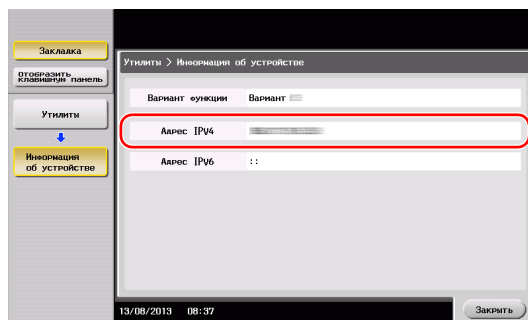 Закладка
Отобразить
клавишную панель
Утилиты
Информация
об устройстве
Утилиты > Информация об устройстве
Вариант функции Вариант
Адрес IPV4
Адрес IPV6 ::
13/08/2013 08:37
Закрыть